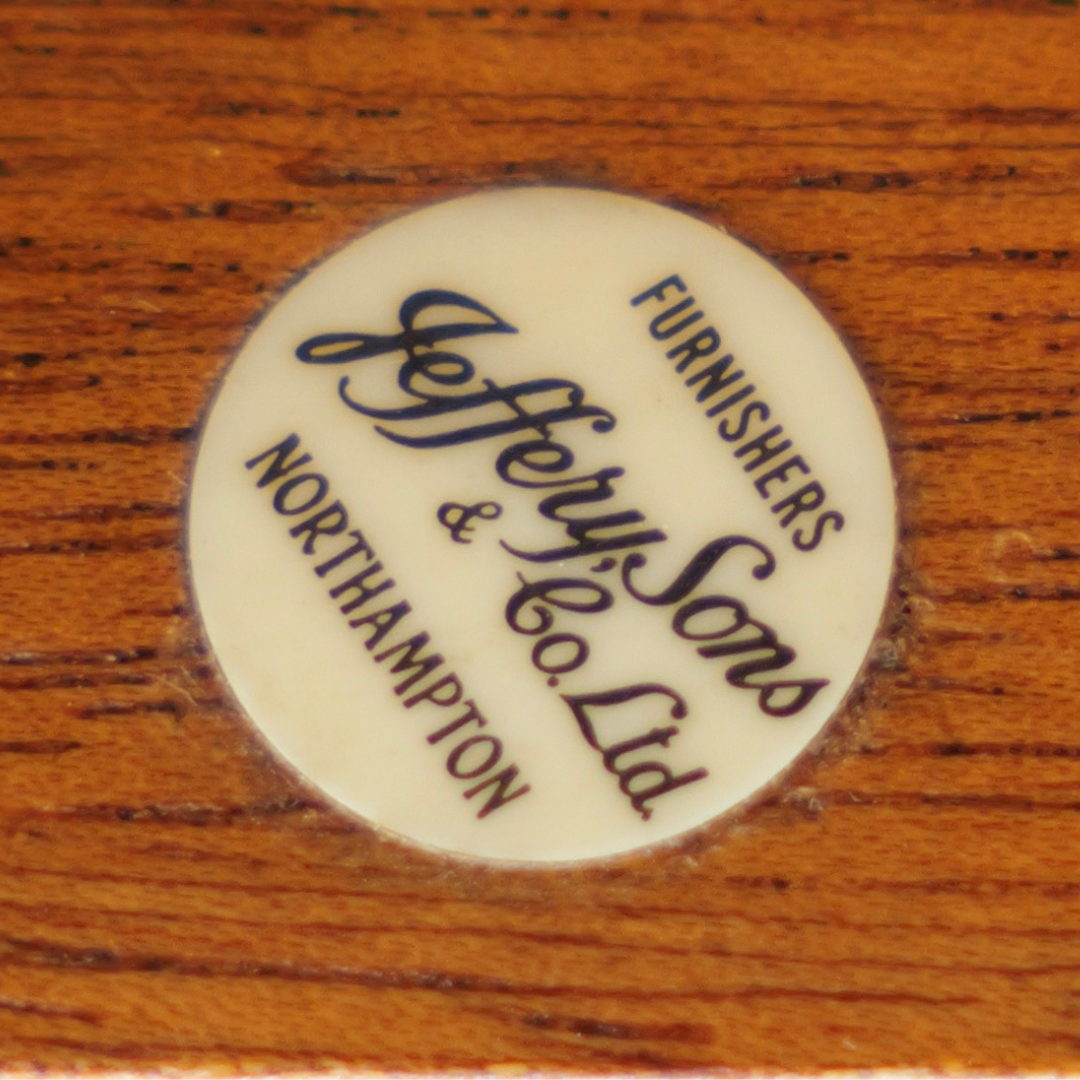 FURNISHERS
Jeffery, Sons
& Co. Ltd.
NORTHAMPTON